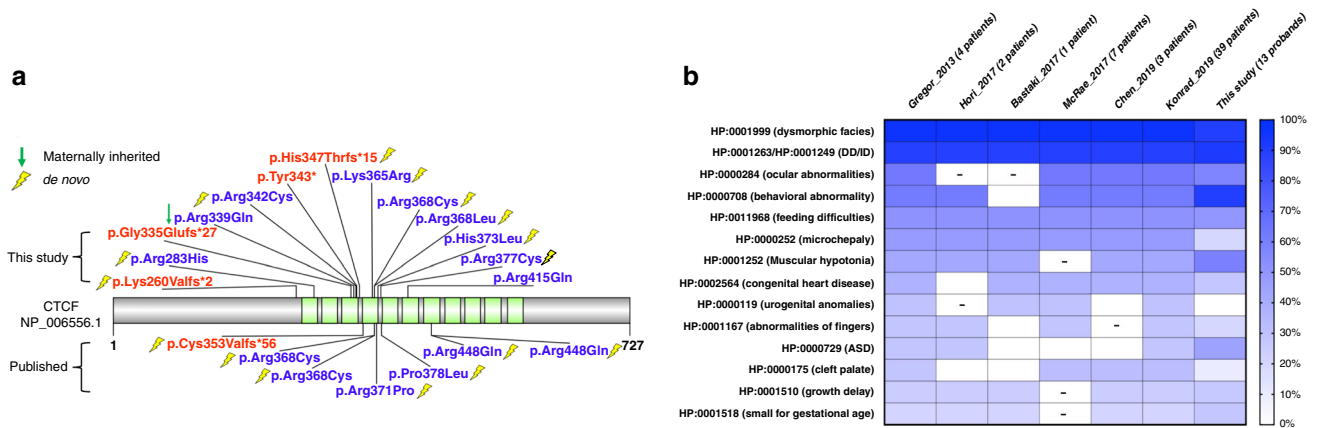 a
Maternally inherited
de novo
p.His347Thrfs*15
p.Tyr343*
p.Lys365Arg
p.Arg342Cys
p.Arg368Cys
p.Arg339Gln
p.Arg368Leu
p.Gly335Glufs*27
p.His373Leu
This study
p.Arg283His
p.Arg377Cys
p.Lys260Valfs*2
p.Arg415Gln
CTCF
NP_006556.1
1
727
Published
p.Cys353Valfs*56
p.Arg368Cys
p.Arg368Cys
p.Arg371Pro
p.Pro378Leu
p.Arg448Gln
p.Arg448Gln
b
Gregor_2013 (4 patients)
Hori_2017 (2 patients)
Bastaki_2017 (1 patient)
McRae_2017 (7 patients)
Chen_2019 (3 patients)
Konrad_2019 (39 patients)
This study (13 probands)
HP:0001999 (dysmorphic facies)
HP:0001263/HP:0001249 (DD/ID)
HP:0000284 (ocular abnormalities) - -
HP:0000708 (behavioral abnormality)
HP:0011968 (feeding difficulties)
HP:0000252 (microchepaly)
HP:0001252 (Muscular hypotonia) -
HP:0002564 (congenital heart disease)
HP:0000119 (urogenital anomalies) -
HP:0001167 (abnormalities of fingers) -
HP:0000729 (ASD)
HP:0000175 (cleft palate)
HP:0001510 (growth delay) -
HP:0001518 (small for gestational age) -
100%
90%
80%
70%
60%
50%
40%
30%
20%
10%
0%